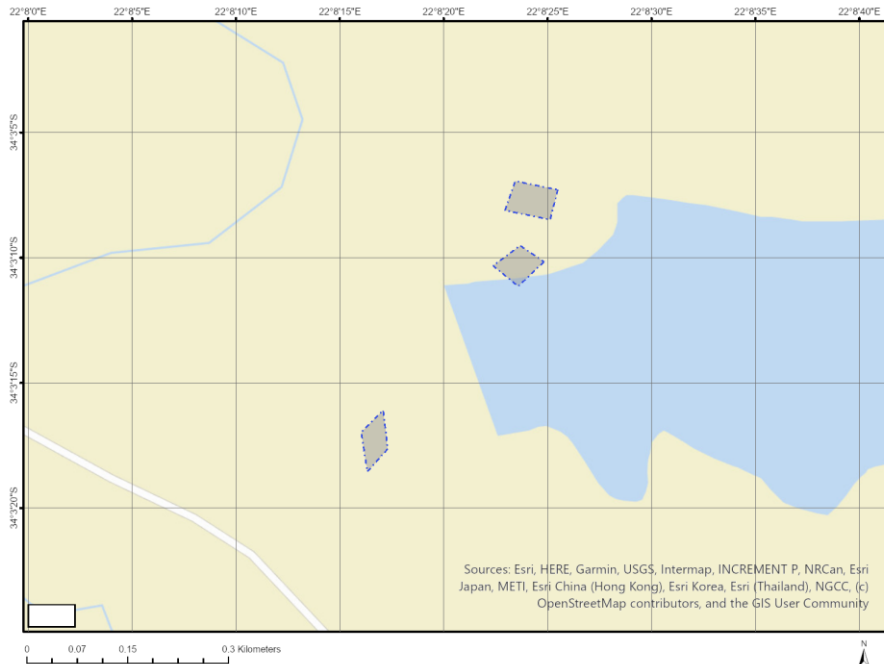 22°8'0"E 22°8'5"E 22°8'10"E 22°8'15"E 22°8'20"E 22°8'25"E 22°8'30"E 22°8'35"E 22°8'40"E
34°3'5"S
34°3'10"S
34°3'15"S
34°3'20"S
Sources: Esri, HERE, Garmin, USGS, Intermap, INCREMENT P, NRCan, Esri
Japan, METI, Esri China (Hong Kong), Esri Korea, Esri (Thailand), NGCC, (c)
OpenStreetMap contributors, and the GIS User Community
0 0.07 0.15 0.3 Kilometers
N